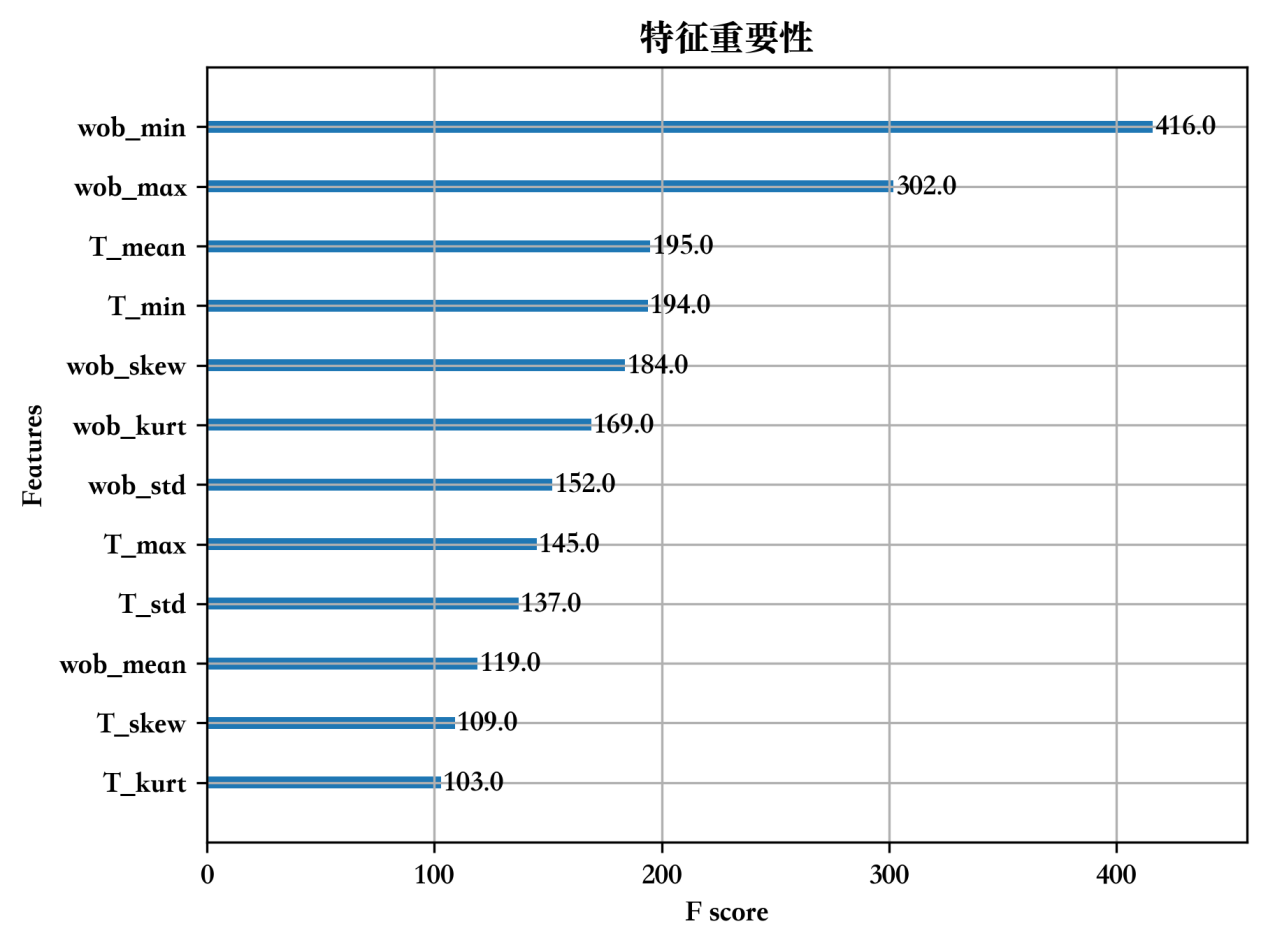 特征重要性
wob_min
416.0
wob_max
302.0
T_mean
195.0
T_min
194.0
wob_skew
184.0
wob_kurt
169.0
wob_std
152.0
T_max
145.0
T_std
137.0
wob_mean
119.0
T_skew
109.0
T_kurt
103.0
Features
0
100
200
300
400
F score